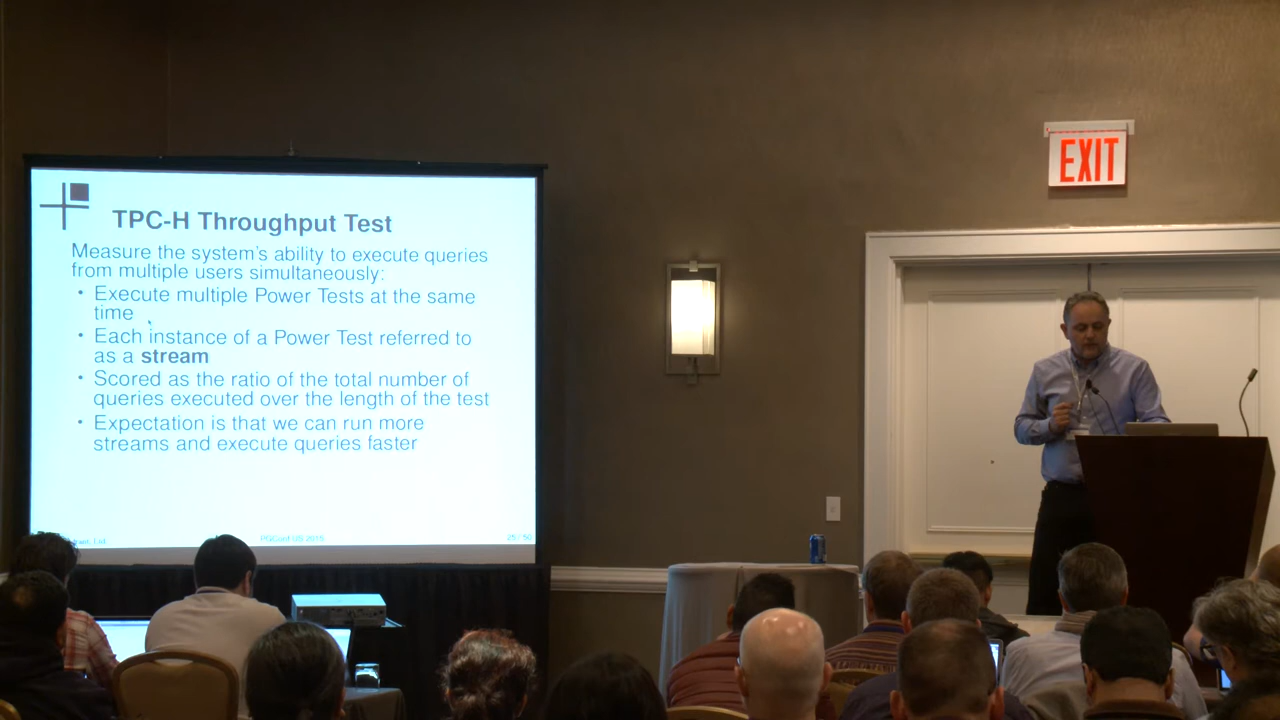 TPC-H Throughput Test
Measure the system's ability to execute queries
from multiple users simultaneously:
• Execute multiple Power Tests at the same
time
• Each instance of a Power Test referred to
as a stream
• Scored as the ratio of the total number of
queries executed over the length of the test
• Expectation is that we can run more
streams and execute queries faster
PGConf US 2015
25 / 50
EXIT